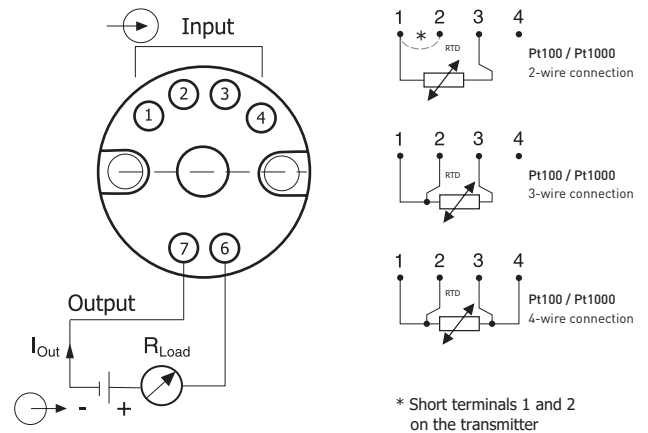 Input
1
2
3
4
7
6
Output
IOut
RLoad
- +
1 2 3 4
*
RTD
Pt100 / Pt1000
2-wire connection
1 2 3 4
RTD
Pt100 / Pt1000
3-wire connection
1 2 3 4
RTD
Pt100 / Pt1000
4-wire connection
* Short terminals 1 and 2
on the transmitter